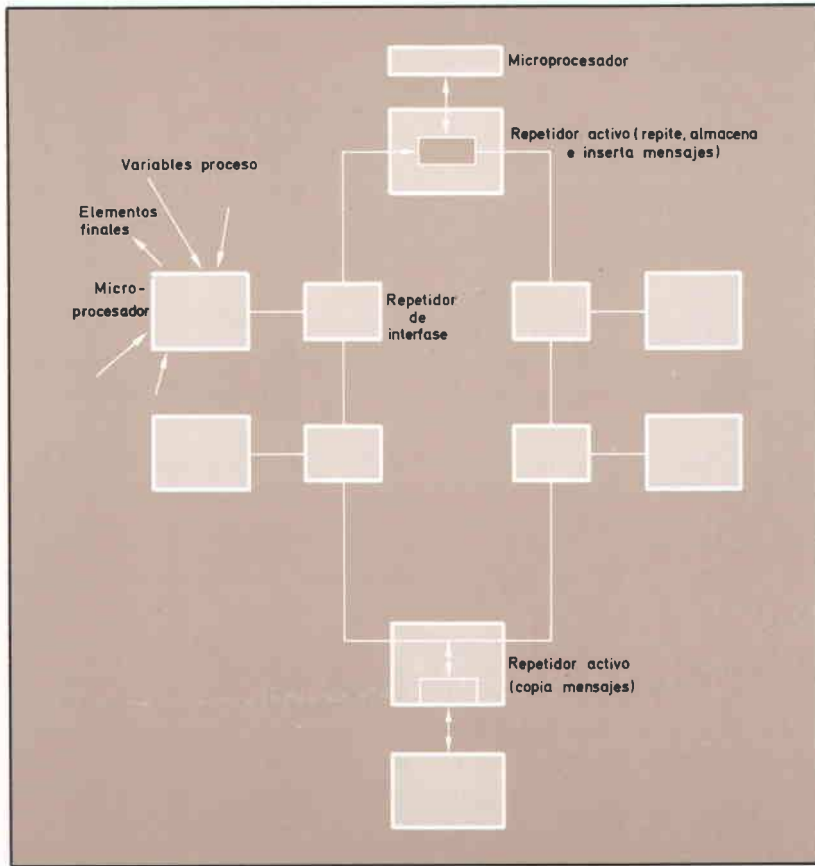 Microprocesador
Repetidor activo (repite, almacena
e inserta mensajes)
Variables proceso
Elementos
finales
Micro-
procesador
Repetidor
de
interfase
Repetidor activo
(copia mensajes)